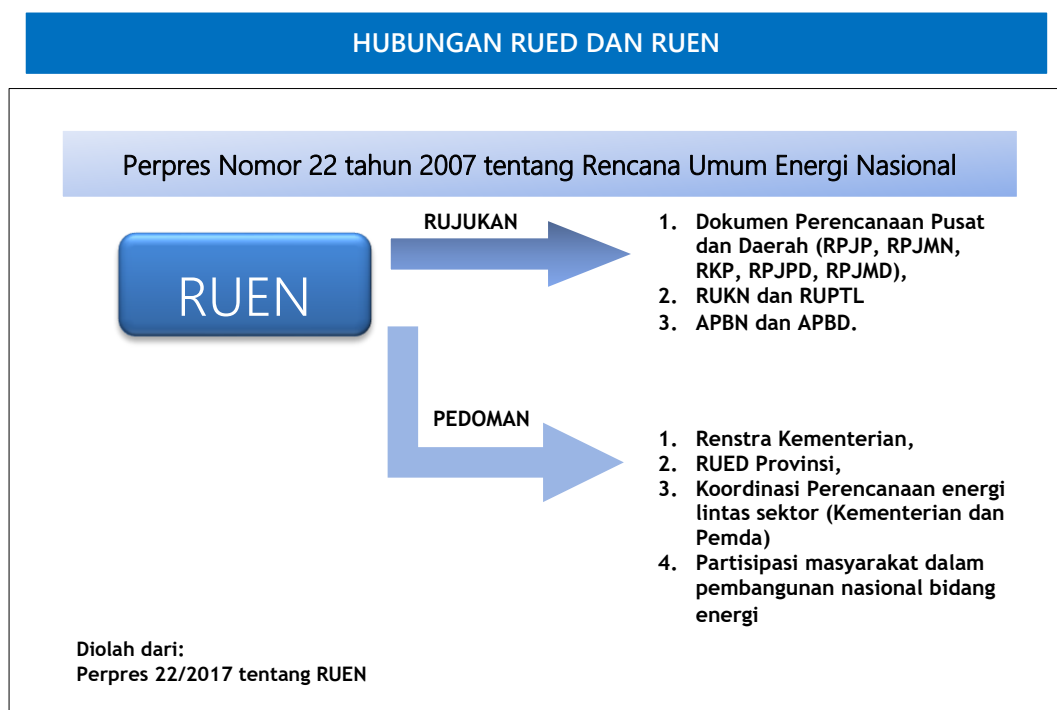 HUBUNGAN RUED DAN RUEN
Perpres Nomor 22 tahun 2007 tentang Rencana Umum Energi Nasional
RUEN
RUJUKAN
1. Dokumen Perencanaan Pusat
dan Daerah (RPJP, RPJMN,
RKP, RPJPD, RPJMD),
2. RUKN dan RUPTL
3. APBN dan APBD.
PEDOMAN
1. Renstra Kementerian,
2. RUED Provinsi,
3. Koordinasi Perencanaan energi
lintas sektor (Kementerian dan
Pemda)
4. Partisipasi masyarakat dalam
pembangunan nasional bidang
energi
Diolah dari:
Perpres 22/2017 tentang RUEN